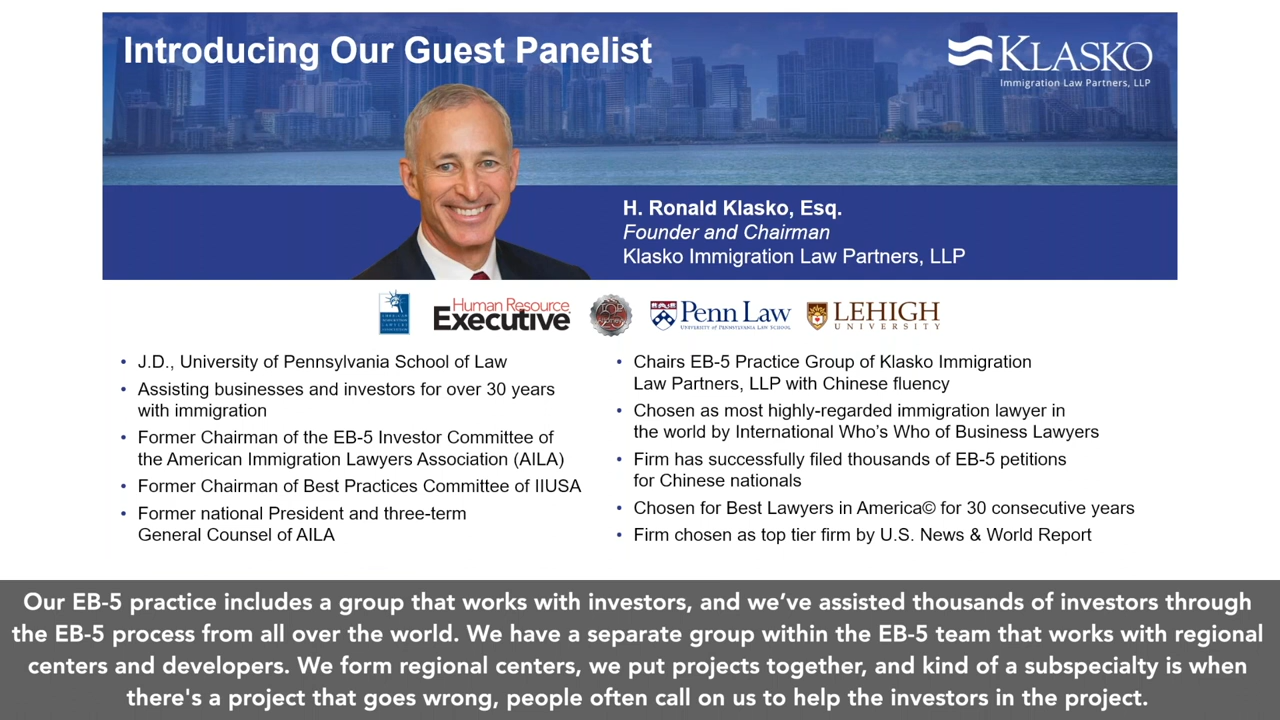 Introducing Our Guest Panelist
KLASKO
Immigration Law Partners, LLP
H. Ronald Klasko, Esq.
Founder and Chairman
Klasko Immigration Law Partners, LLP
Human Resource
Executive
TOP
Penn Law
UNIVERSITY OF PENNSYLVANIA LAW SCHOOL
LEHIGH
UNIVERSITY
• J.D., University of Pennsylvania School of Law
• Assisting businesses and investors for over 30 years
with immigration
• Former Chairman of the EB-5 Investor Committee of
the American Immigration Lawyers Association (AILA)
• Former Chairman of Best Practices Committee of IIUSA
• Former national President and three-term
General Counsel of AILA
• Chairs EB-5 Practice Group of Klasko Immigration
Law Partners, LLP with Chinese fluency
• Chosen as most highly-regarded immigration lawyer in
the world by International Who's Who of Business Lawyers
• Firm has successfully filed thousands of EB-5 petitions
for Chinese nationals
• Chosen for Best Lawyers in America© for 30 consecutive years
• Firm chosen as top tier firm by U.S. News & World Report
Our EB-5 practice includes a group that works with investors, and we've assisted thousands of investors through
the EB-5 process from all over the world. We have a separate group within the EB-5 team that works with regional
centers and developers. We form regional centers, we put projects together, and kind of a subspecialty is when
there's a project that goes wrong, people often call on us to help the investors in the project.